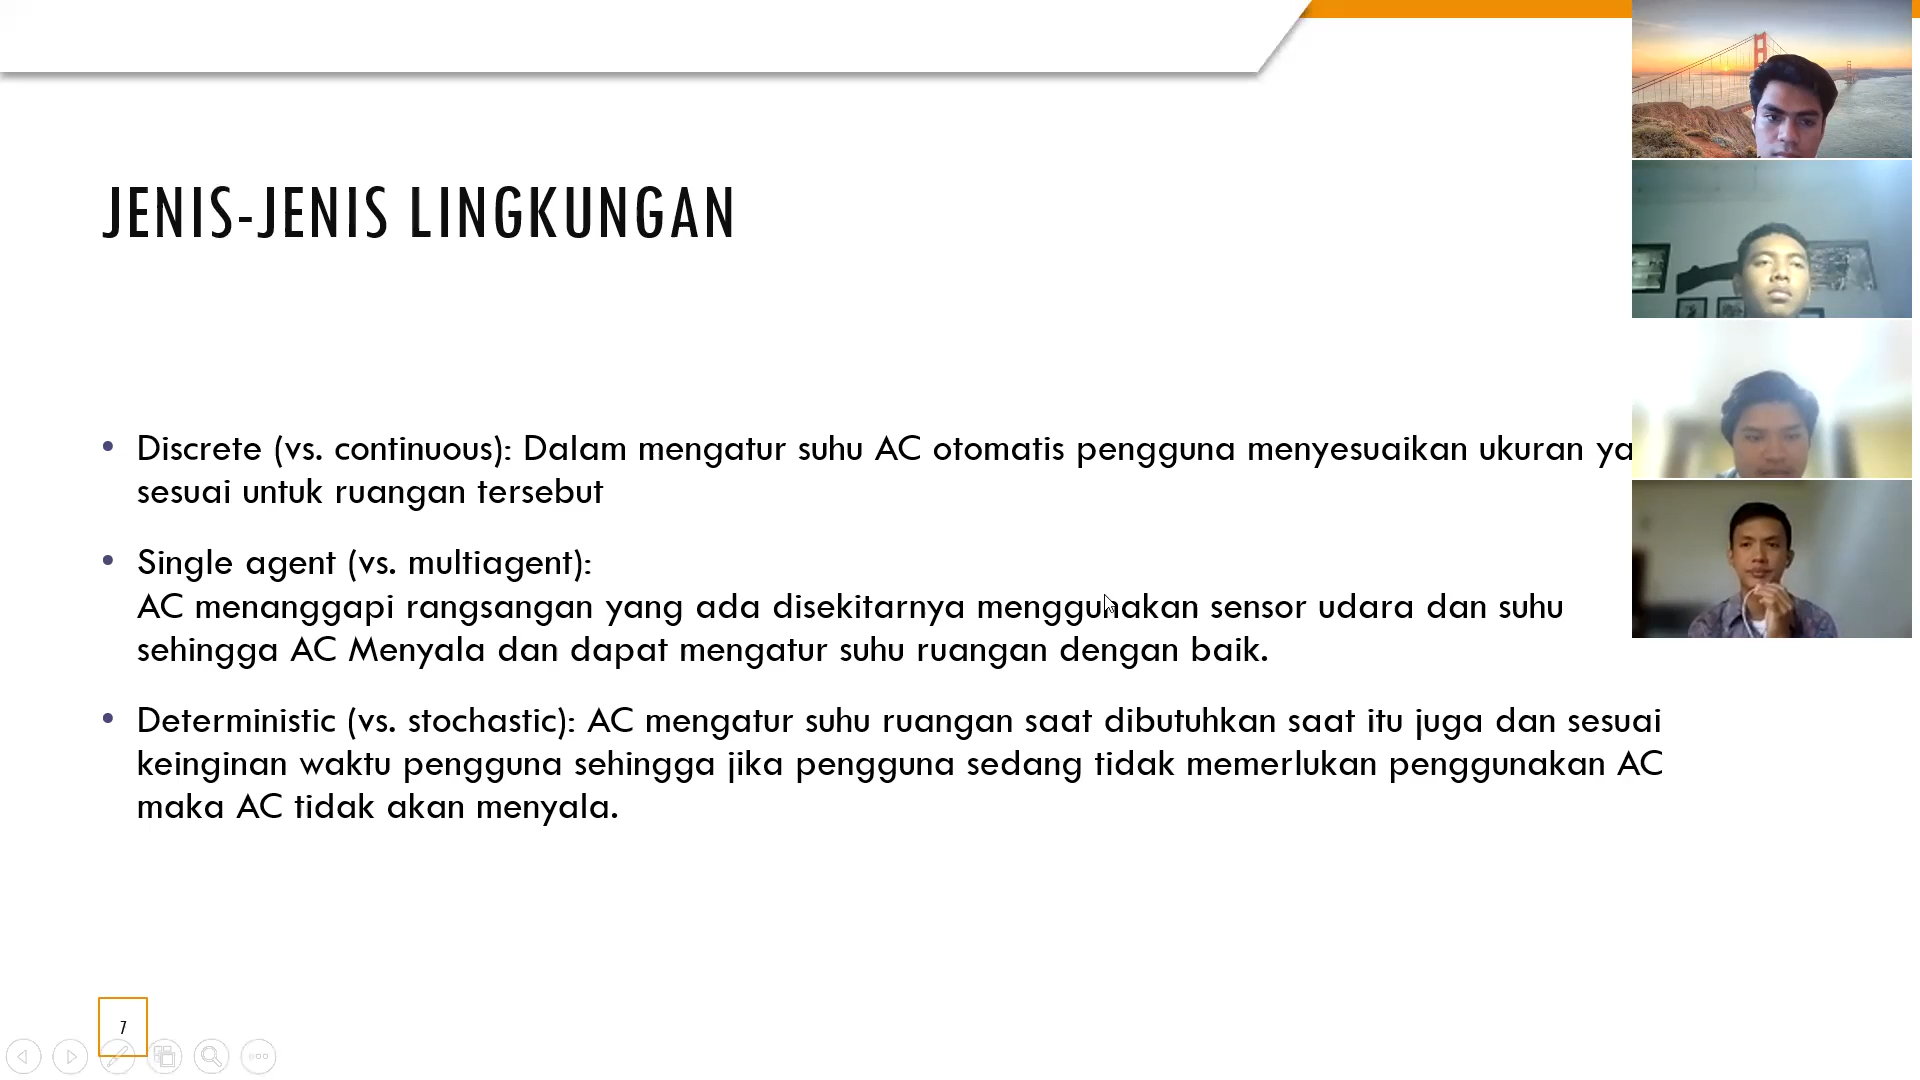 JENIS-JENIS LINGKUNGAN
• Discrete (vs. continuous): Dalam mengatur suhu AC otomatis pengguna menyesuaikan ukuran
sesuai untuk ruangan tersebut
• Single agent (vs. multiagent):
AC menanggapi rangsangan yang ada disekitarnya menggunakan sensor udara dan suhu
sehingga AC Menyala dan dapat mengatur suhu ruangan dengan baik.
• Deterministic (vs. stochastic): AC mengatur suhu ruangan saat dibutuhkan saat itu juga dan sesuai
keinginan waktu pengguna sehingga jika pengguna sedang tidak memerlukan penggunakan AC
maka AC tidak akan menyala.
7